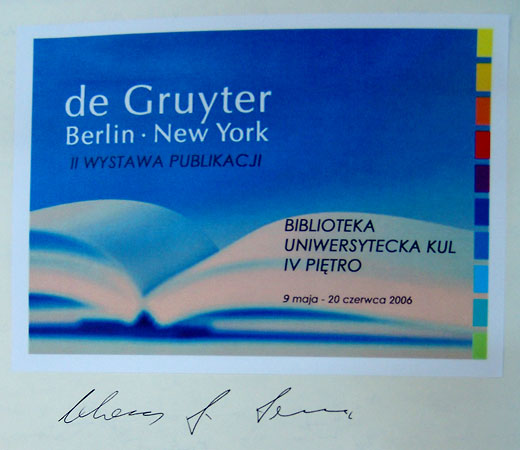 de Gruyter
Berlin · New York
II WYSTAWA PUBLIKACJI
BIBLIOTEKA
UNIWERSYTECKA KUL
IV PIĘTRO
9 maja - 20 czerwca 2006